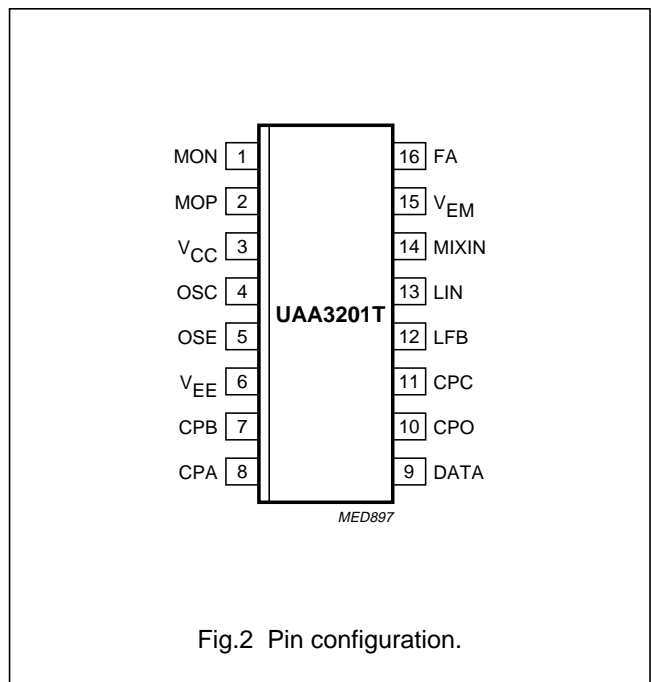 MON 1 16 FA
MOP 2 15 VEM
VCC 3 14 MIXIN
OSC 4 13 LIN
UAA3201T
OSE 5 12 LFB
VEE 6 11 CPC
CPB 7 10 CPO
CPA 8 9 DATA
MED897
Fig.2 Pin configuration.